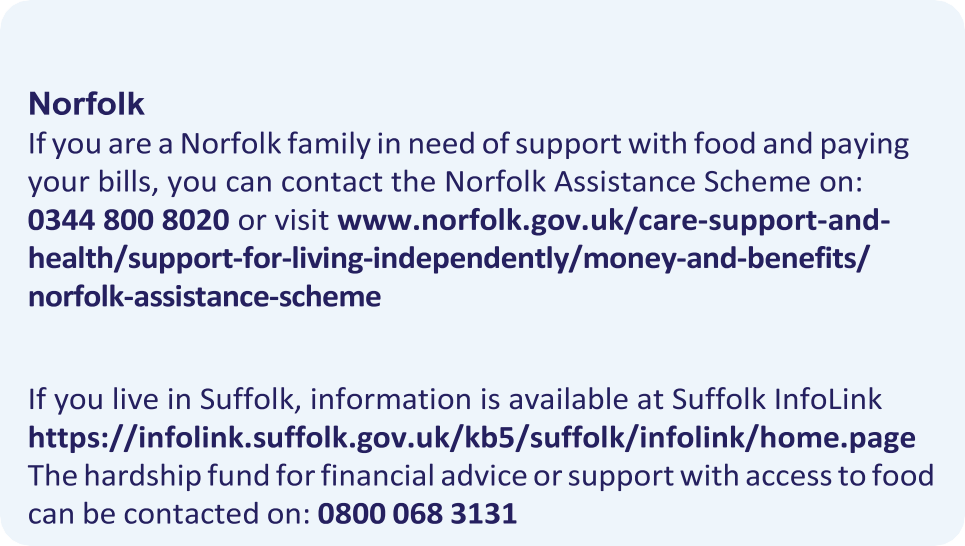 Norfolk
If you are a Norfolk family in need of support with food and paying
your bills, you can contact the Norfolk Assistance Scheme on:
0344 800 8020 or visit www.norfolk.gov.uk/care-support-and-
health/support-for-living-independently/money-and-benefits/
norfolk-assistance-scheme
If you live in Suffolk, information is available at Suffolk InfoLink
https://infolink.suffolk.gov.uk/kb5/suffolk/infolink/home.page
The hardship fund for financial advice or support with access to food
can be contacted on: 0800 068 3131